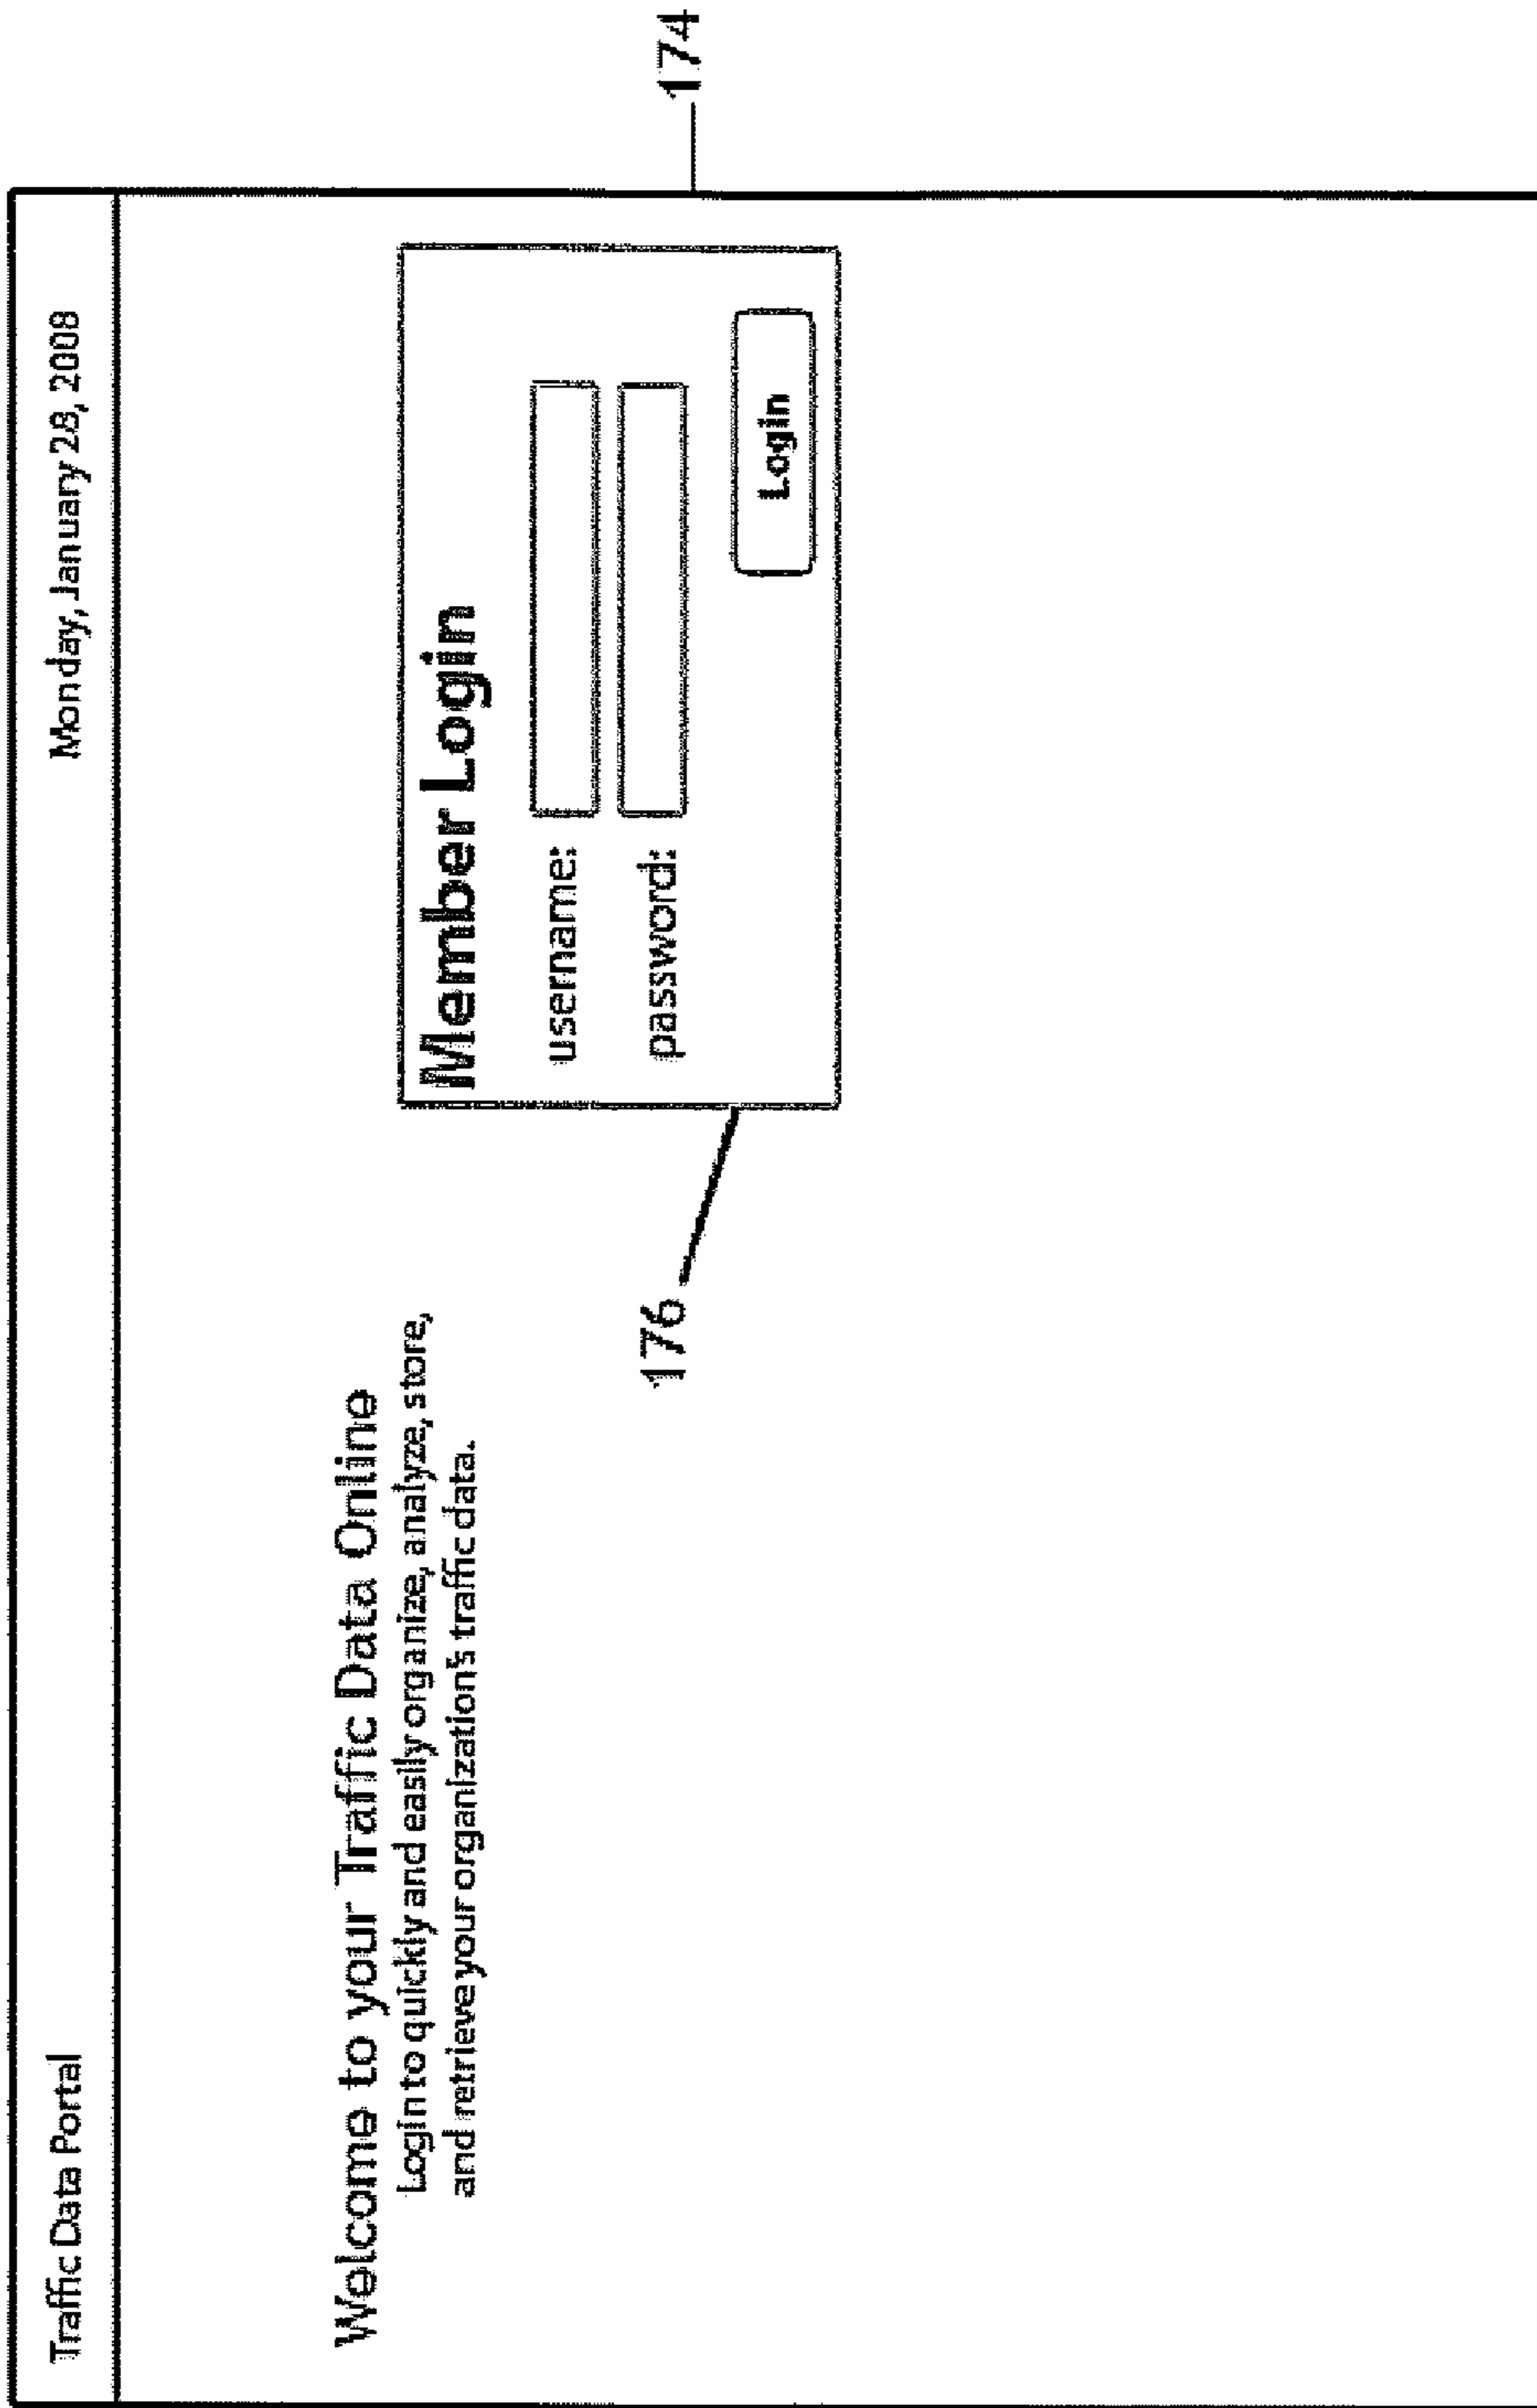 Traffic Data Portal
Monday, January 28, 2008
Welcome to your Traffic Data Online
Login to quickly and easily organize, analyze, store,
and retrieve your organization's traffic data.
Member Login
username:
password:
Login
174
176